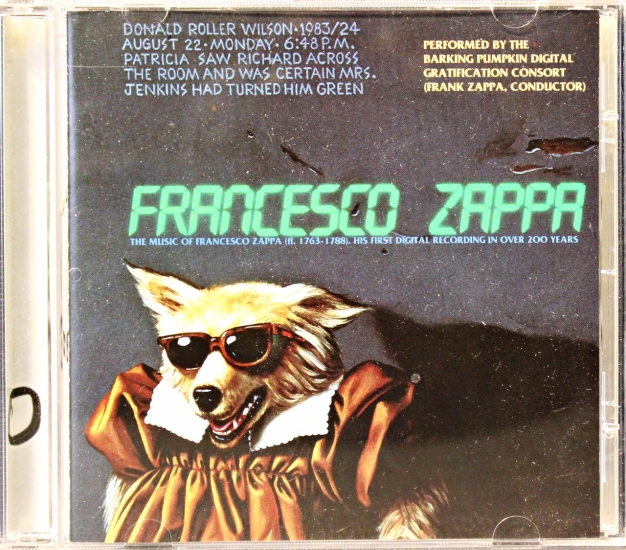 DONALD ROLLER WILSON·1983/24
AUGUST 22·MONDAY·6:48 P.M.
PATRICIA SAW RICHARD ACROSS
THE ROOM AND WAS CERTAIN MRS.
JENKINS HAD TURNED HIM GREEN
PERFORMED BY THE
BARKING PUMPKIN DIGITAL
GRATIFICATION CONSORT
(FRANK ZAPPA, CONDUCTOR)
FRANCESCO ZAPPA
THE MUSIC OF FRANCESCO ZAPPA (fl. 1763-1788). HIS FIRST DIGITAL RECORDING IN OVER 200 YEARS